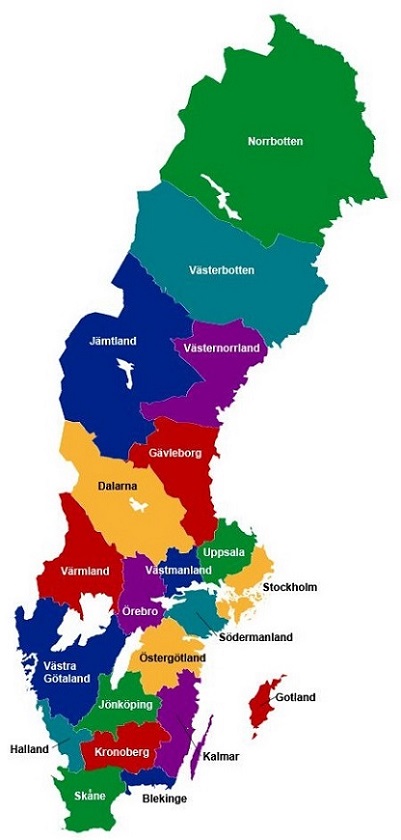 Norrbotten
Västerbotten
Jämtland
Västernorrland
Gävleborg
Dalarna
Uppsala
Värmland
Västmanland
Stockholm
Örebro
Södermanland
Östergötland
Västra
Götaland
Gotland
Jönköping
Halland
Kronoberg
Kalmar
Skåne
Blekinge